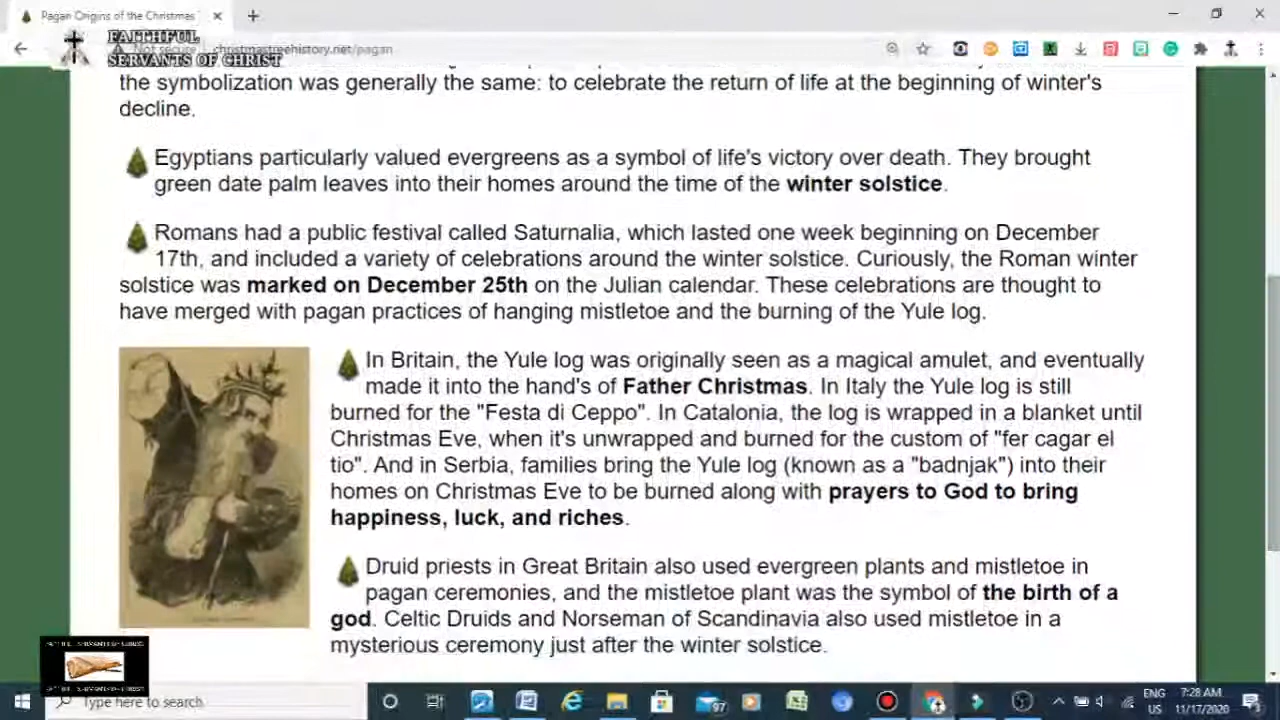 Pagan Origins of the Christmas
FAITHFUL
SERVANTS OF CHRIST
Not secure christmastreehistory.net/pagan
the symbolization was generally the same: to celebrate the return of life at the beginning of winter's
decline.
Egyptians particularly valued evergreens as a symbol of life's victory over death. They brought
green date palm leaves into their homes around the time of the winter solstice.
Romans had a public festival called Saturnalia, which lasted one week beginning on December
17th, and included a variety of celebrations around the winter solstice. Curiously, the Roman winter
solstice was marked on December 25th on the Julian calendar. These celebrations are thought to
have merged with pagan practices of hanging mistletoe and the burning of the Yule log.
In Britain, the Yule log was originally seen as a magical amulet, and eventually
made it into the hand's of Father Christmas. In Italy the Yule log is still
burned for the "Festa di Ceppo". In Catalonia, the log is wrapped in a blanket until
Christmas Eve, when it's unwrapped and burned for the custom of "fer cagar el
tio". And in Serbia, families bring the Yule log (known as a "badnjak") into their
homes on Christmas Eve to be burned along with prayers to God to bring
happiness, luck, and riches.
Druid priests in Great Britain also used evergreen plants and mistletoe in
pagan ceremonies, and the mistletoe plant was the symbol of the birth of a
god. Celtic Druids and Norseman of Scandinavia also used mistletoe in a
mysterious ceremony just after the winter solstice.
Type here to search
97
ENG
US
7:28 AM
11/17/2020